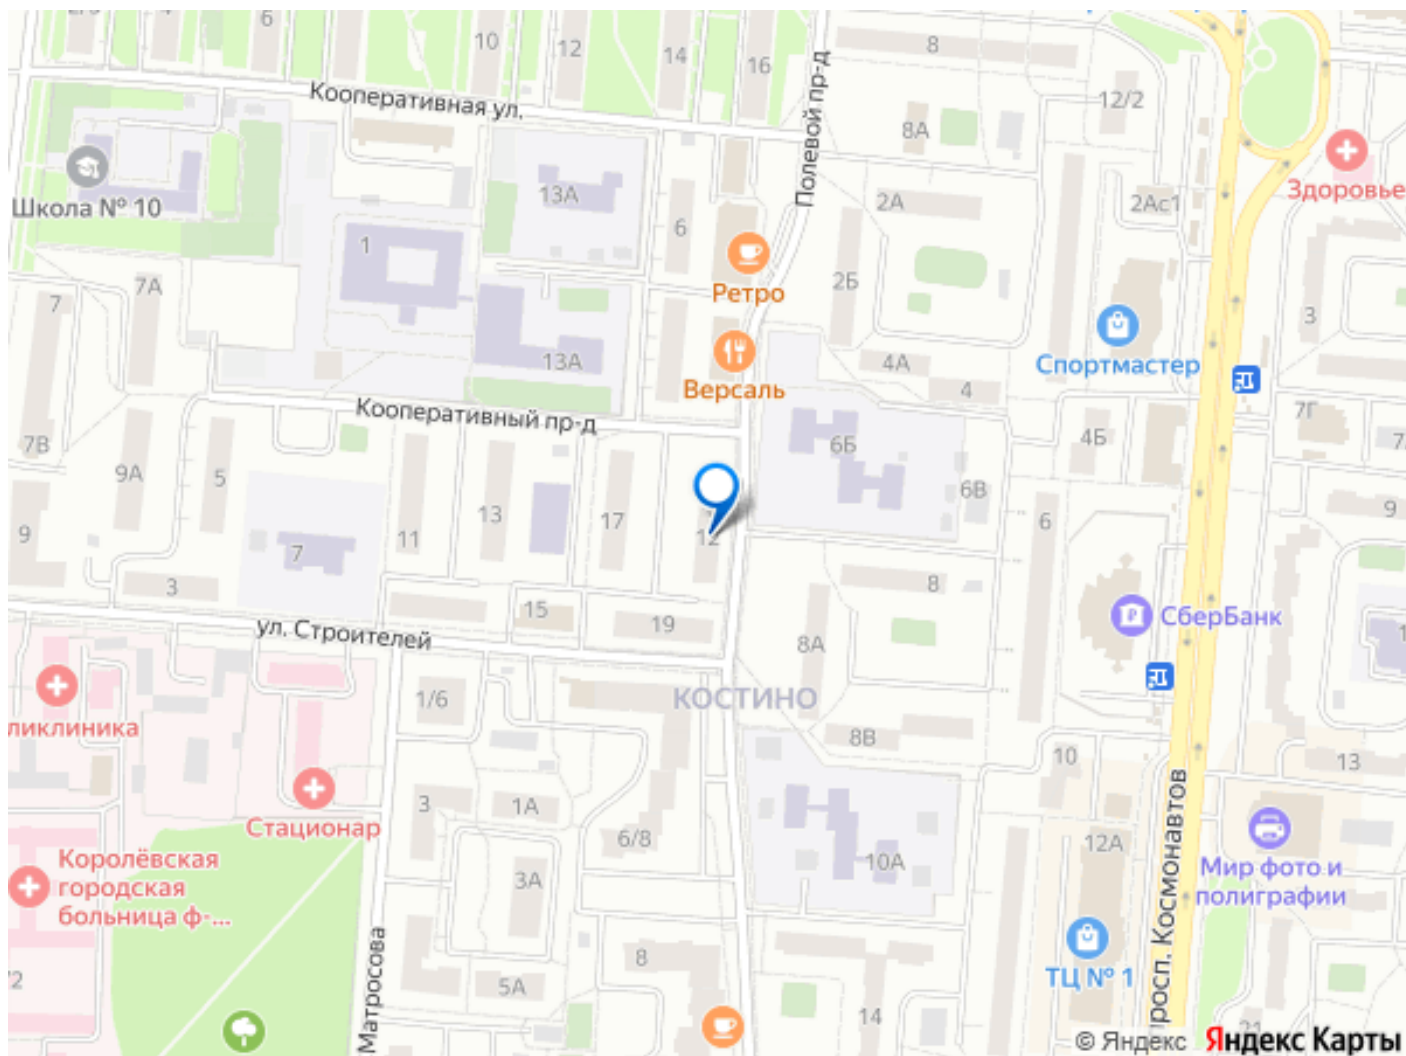 6
10
12
14
16
8
Кооперативная ул.
Полевой пр-д
12/2
8А
Здоровье
Школа № 10
13А
6
2А
2Ас1
1
Ретро
2Б
7А
7
3
Спортмастер
13А
Версаль
4А
4
Кооперативный пр-д
7Г
7В
9А
5
11
13
17
12
6Б
6В
4Б
6
9
9
7
3
15
19
8
8А
СберБанк
ул. Строителей
КОСТИНО
1/6
ликлиника
8В
10
13
Стационар
3
1А
6/8
10А
12А
Мир фото и
полиграфии
Королёвская
городская
больница ф-...
3А
8
5А
14
ТЦ № 1
просп. Космонавтов
Матросова
21
© Яндекс
Яндекс Карты